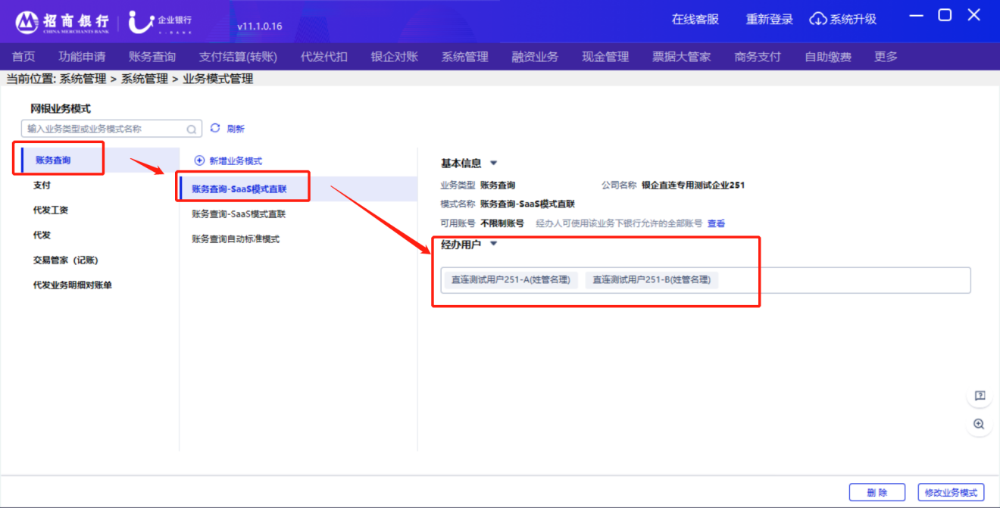 招商银行
CHINA MERCHANTS BANK
企业银行
v11.1.0.16
在线客服 重新登录 系统升级
首页 功能申请 账务查询 支付结算(转账) 代发代扣 银企对账 系统管理 融资业务 现金管理 票据大管家 商务支付 自助缴费 更多
当前位置: 系统管理 > 系统管理 > 业务模式管理
网银业务模式
输入业务类型或业务模式名称 刷新
账务查询
支付
代发工资
代发
交易管家（记账）
代发业务明细对账单
新增业务模式
账务查询-SaaS模式直联
账务查询-SaaS模式直联
账务查询自动标准模式
基本信息
业务类型 账务查询 公司名称 银企直连专用测试企业251
模式名称 账务查询-SaaS模式直联
可用账号 不限制账号 经办人可使用该业务下银行允许的全部账号 查看
经办用户
直连测试用户251-A(姓管名理) 直连测试用户251-B(姓管名理)
删 除 修改业务模式